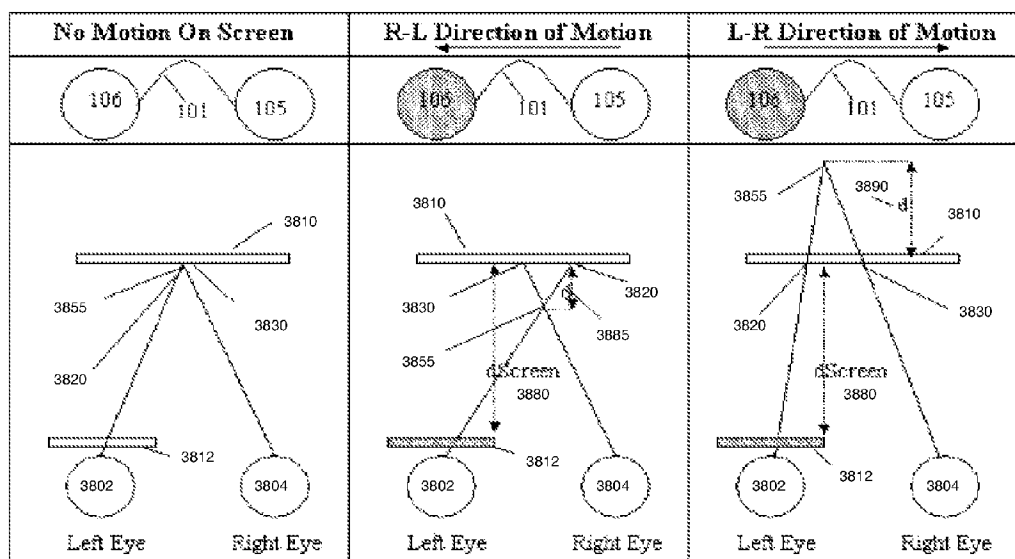 No Motion On Screen
R-L Direction of Motion
L-R Direction of Motion
106 101 105
106 101 105
106 101 105
3810
3855
3830
3820
3812
3802 3804
Left Eye Right Eye
3810
3830
3820
3855
3885
d
dScreen
3880
3812
3802 3804
Left Eye Right Eye
3855
3890
d
3810
3820
3830
dScreen
3880
3812
3802 3804
Left Eye Right Eye